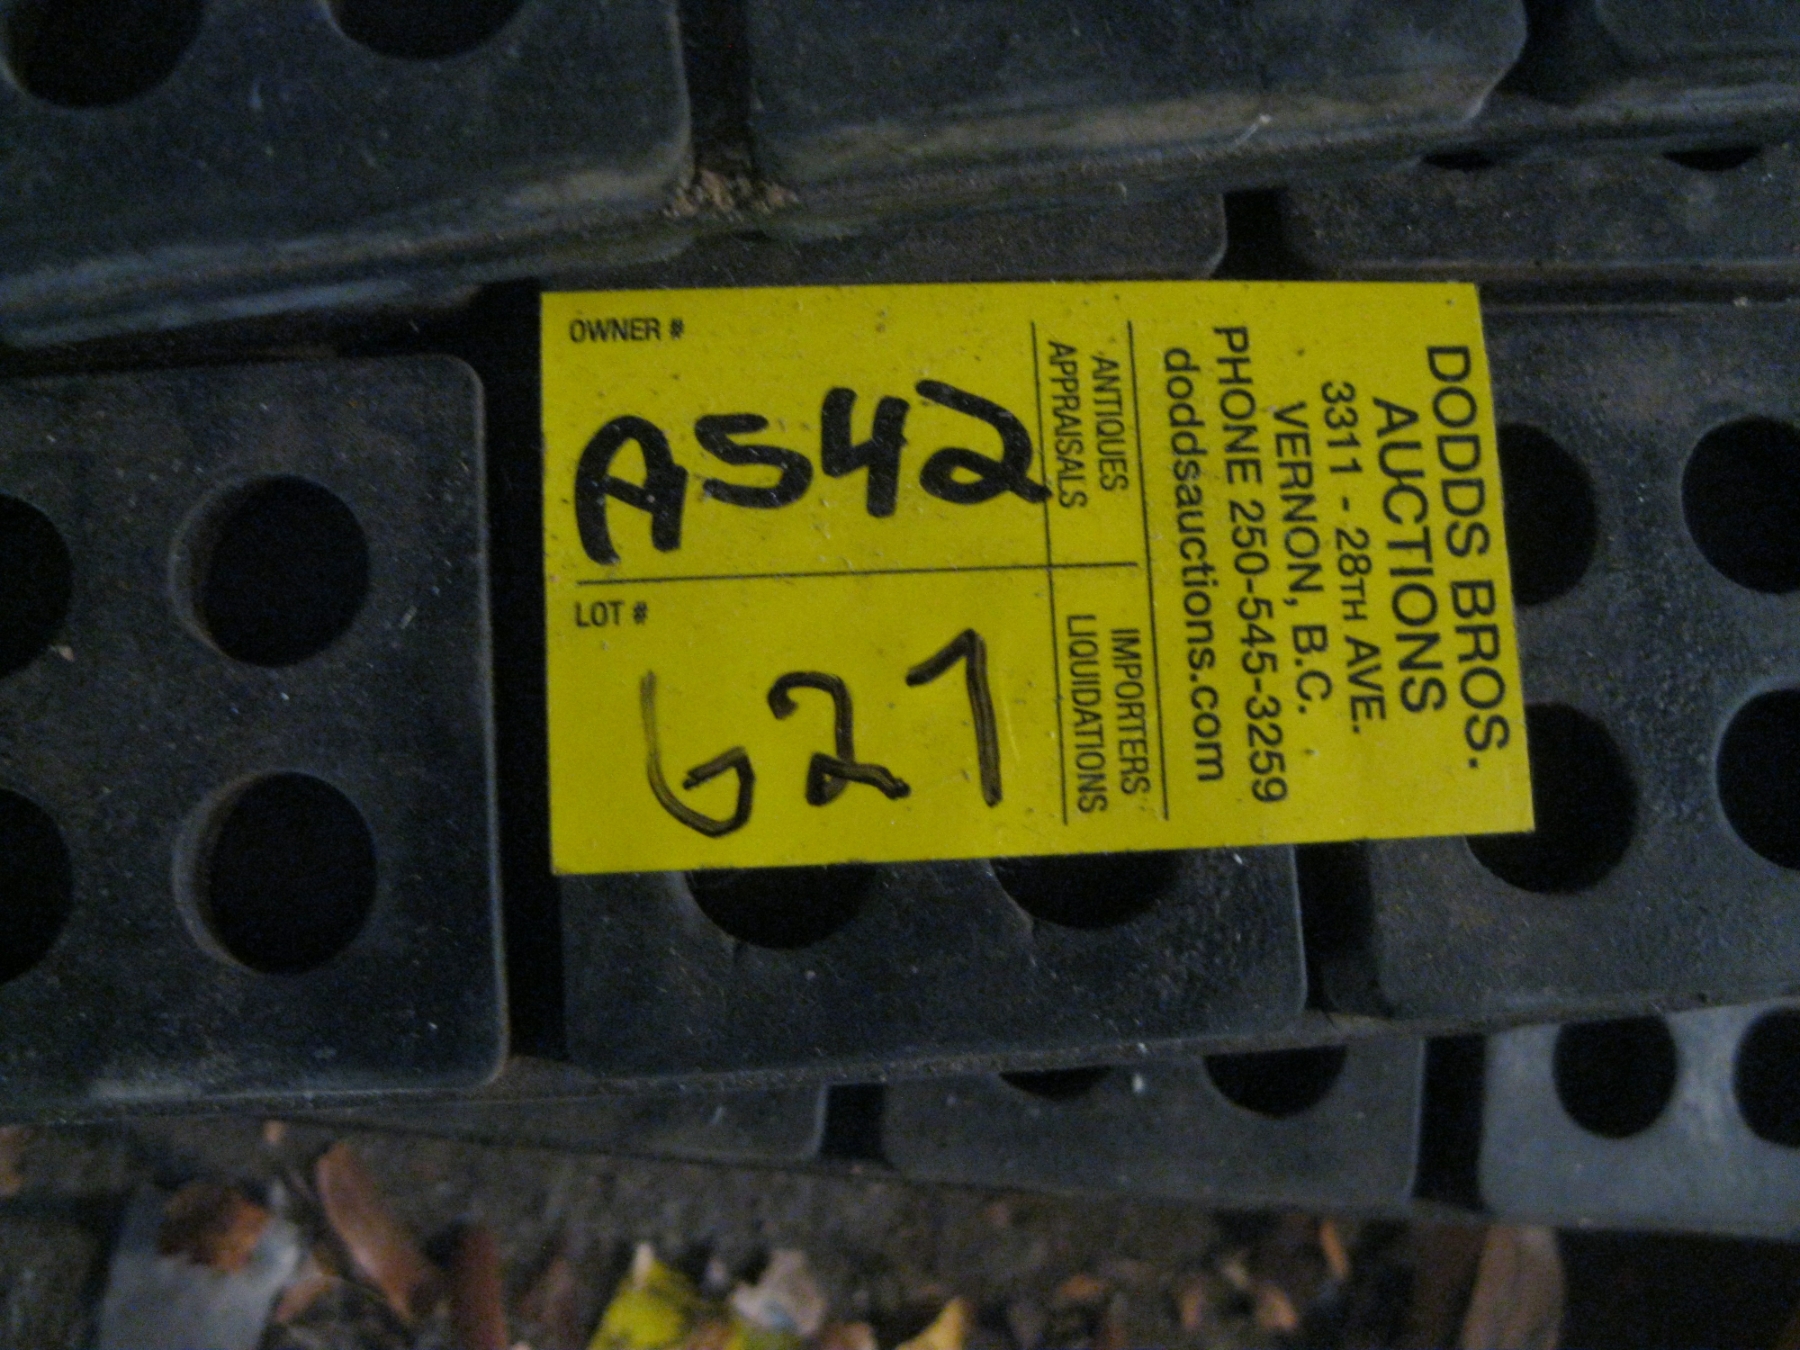 OWNER #
A542
LOT #
621
ANTIQUES
APPRAISALS
IMPORTERS
LIQUIDATIONS
DODDS BROS.
AUCTIONS
3311 - 28TH AVE.
VERNON, B.C.
PHONE 250-545-3259
doddsauctions.com